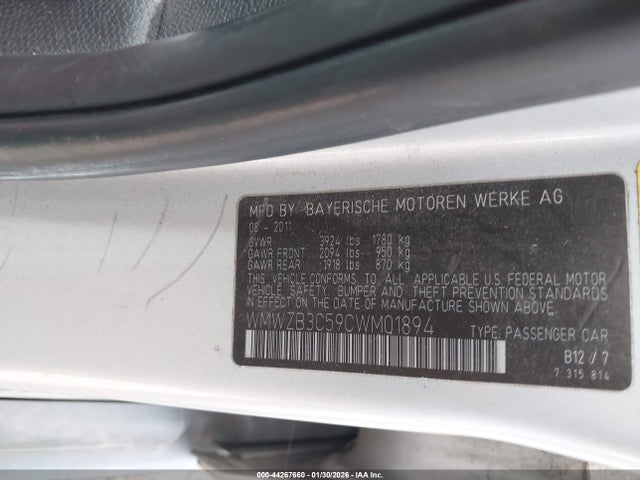 MFD BY BAYERISCHE MOTOREN WERKE AG
08 - 2011
GVWR 3924 lbs 1780 kg
GAWR FRONT 2094 lbs 950 kg
GAWR REAR 1918 lbs 870 kg
THIS VEHICLE CONFORMS TO ALL APPLICABLE U.S. FEDERAL MOTOR
VEHICLE SAFETY, BUMPER AND THEFT PREVENTION STANDARDS
IN EFFECT ON THE DATE OF MANUFACTURE SHOWN ABOVE.
WMWZB3C59CWM01894
TYPE: PASSENGER CAR
B12 / 7
7 315 814
000-44267660 - 01/30/2026 - Copart IAA, LLC